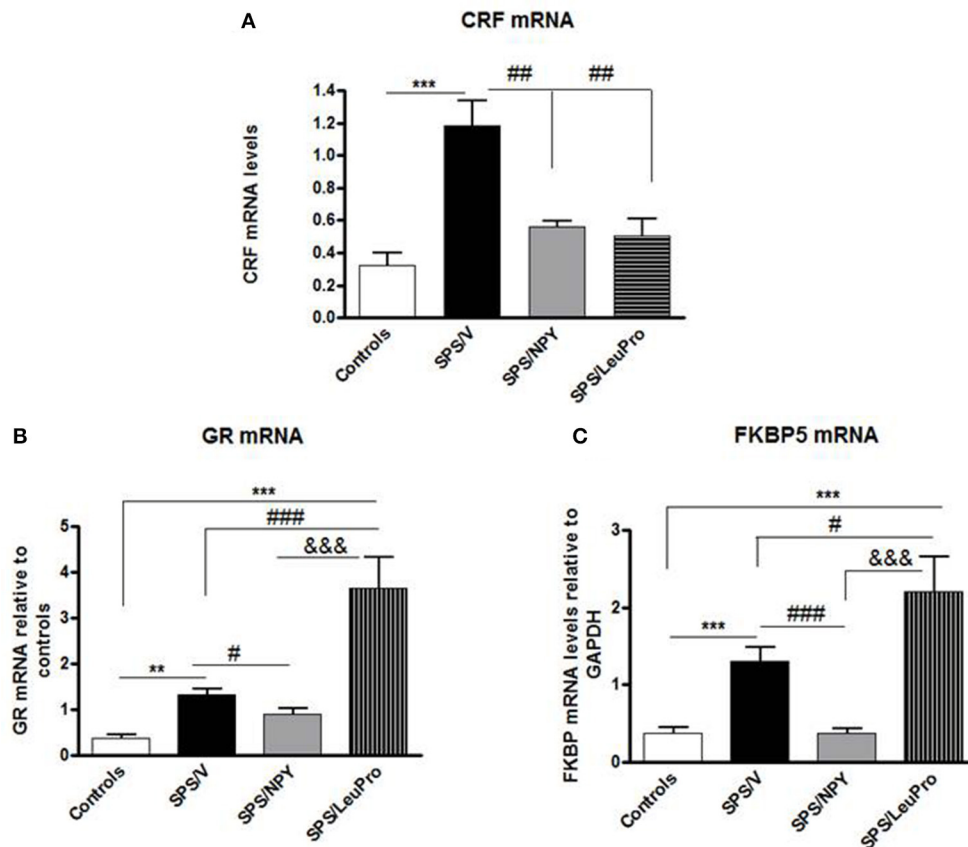 A
CRF mRNA
CRF mRNA levels
1.4
1.2
1.0
0.8
0.6
0.4
0.2
0.0
***
##
##
Controls
SPS/V
SPS/NPY
SPS/LeuPro
B
GR mRNA
GR mRNA relative to
controls
5
4
3
2
1
0
***
###
&&&
**
#
Controls
SPS/V
SPS/NPY
SPS/LeuPro
C
FKBP5 mRNA
FKBP mRNA levels relative to
GAPDH
3
2
1
0
***
#
&&&
***
###
Controls
SPS/V
SPS/NPY
SPS/LeuPro